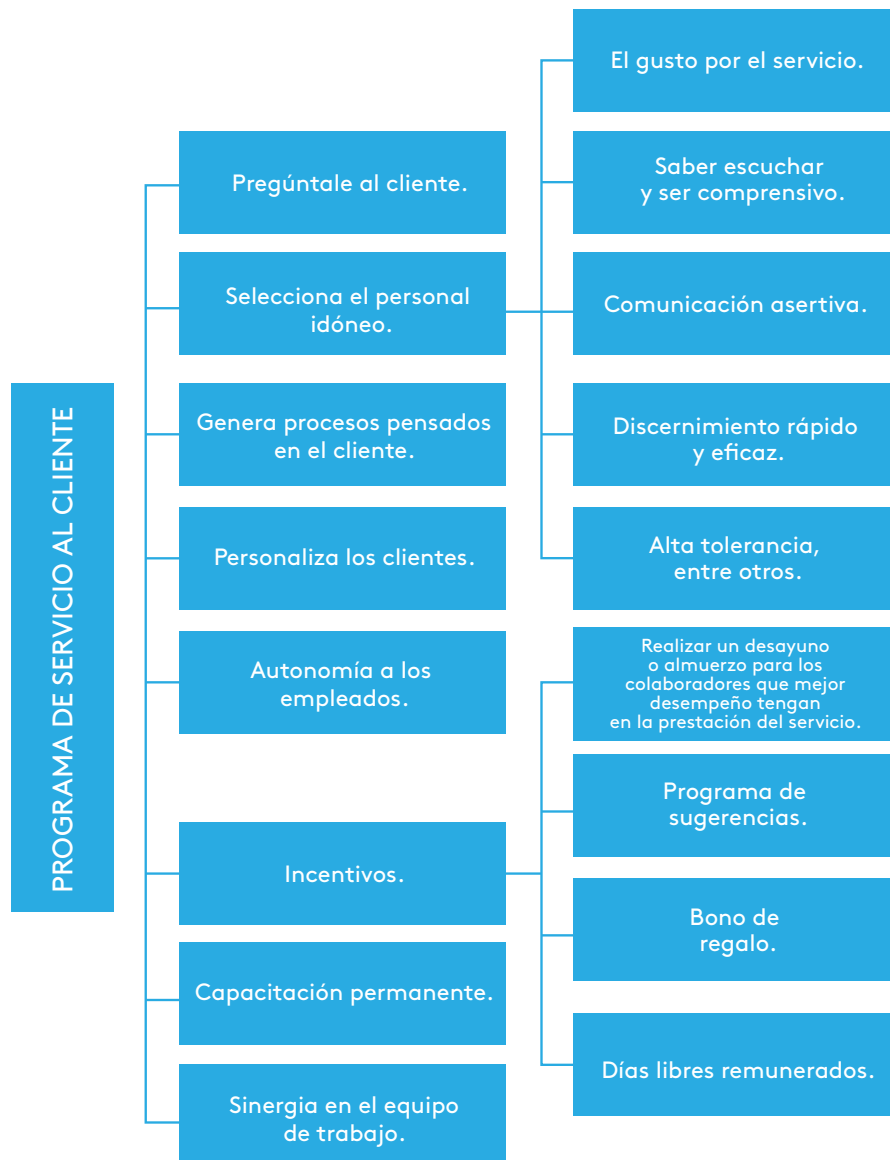 PROGRAMA DE SERVICIO AL CLIENTE
Pregúntale al cliente.
Selecciona el personal
idóneo.
El gusto por el servicio.
Saber escuchar
y ser comprensivo.
Comunicación asertiva.
Discernimiento rápido
y eficaz.
Alta tolerancia,
entre otros.
Genera procesos pensados
en el cliente.
Personaliza los clientes.
Autonomía a los
empleados.
Incentivos.
Realizar un desayuno
o almuerzo para los
colaboradores que mejor
desempeño tengan
en la prestación del servicio.
Programa de
sugerencias.
Bono de
regalo.
Días libres remunerados.
Capacitación permanente.
Sinergia en el equipo
de trabajo.